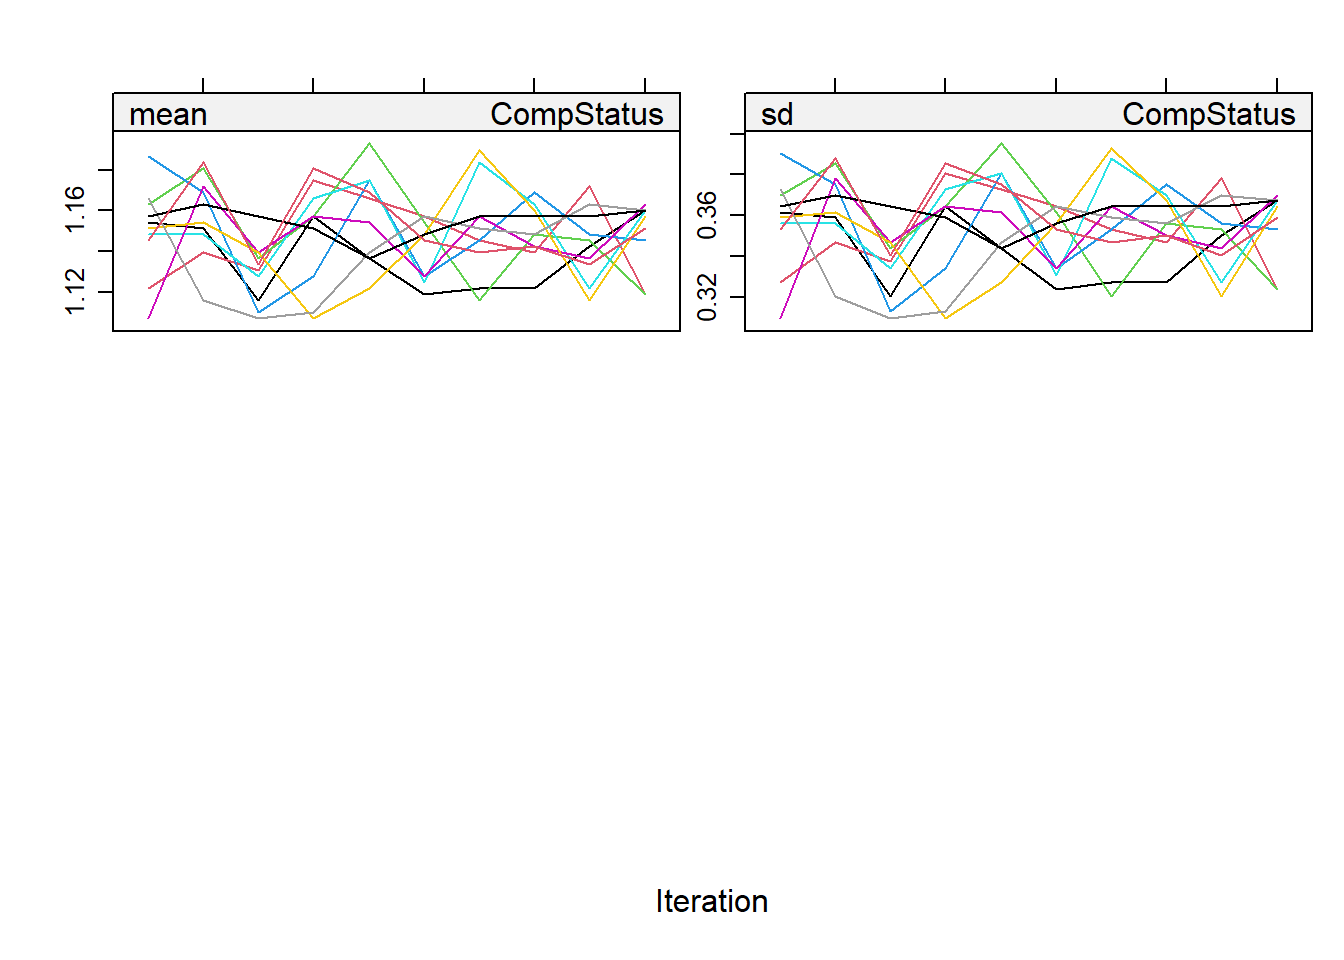 mean CompStatus
sd CompStatus
1.16
1.12
0.36
0.32
Iteration